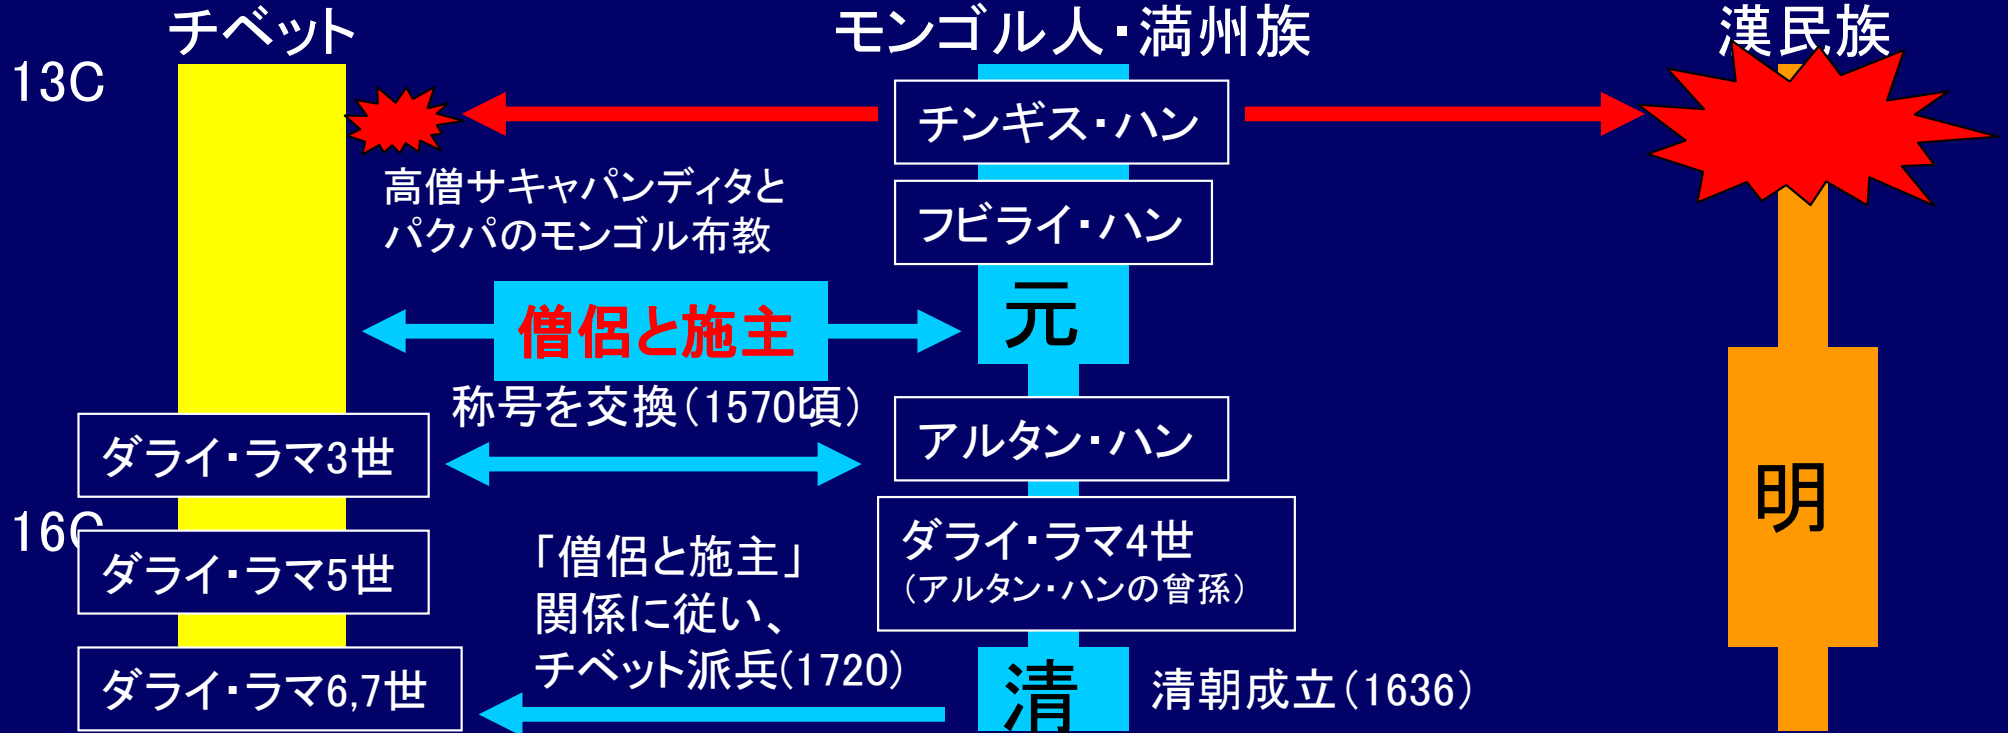 チベット
モンゴル人・満州族
漢民族
13C
チンギス・ハン
高僧サキャパンディタと
パクパのモンゴル布教
フビライ・ハン
元
僧侶と施主
称号を交換(1570頃)
ダライ・ラマ3世
アルタン・ハン
明
16C
ダライ・ラマ5世
「僧侶と施主」
関係に従い、
チベット派兵(1720)
ダライ・ラマ4世
(アルタン・ハンの曾孫)
ダライ・ラマ6,7世
清
清朝成立(1636)